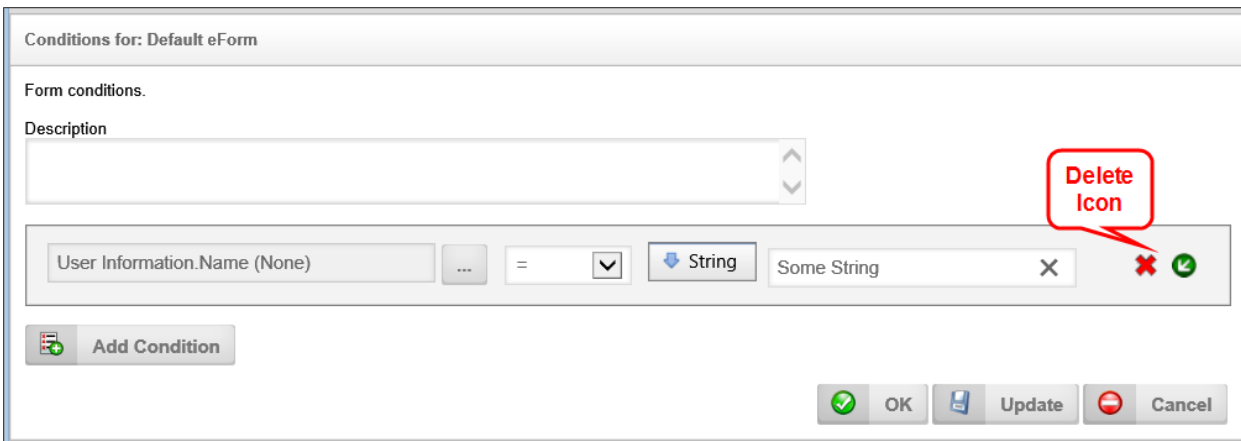 Conditions for: Default eForm
Form conditions.
Description
Delete
Icon
User Information.Name (None) ... = String Some String
Add Condition
OK Update Cancel